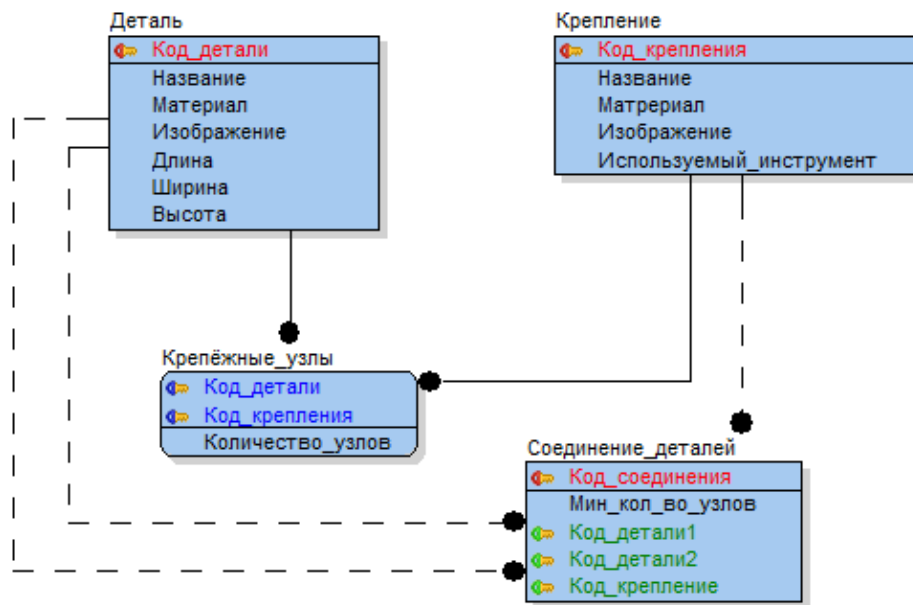 Деталь
Код_детали
Название
Материал
Изображение
Длина
Ширина
Высота
Крепление
Код_крепления
Название
Матрериал
Изображение
Используемый_инструмент
Крепёжные_узлы
Код_детали
Код_крепления
Количество_узлов
Соединение_деталей
Код_соединения
Мин_кол_во_узлов
Код_детали1
Код_детали2
Код_крепление